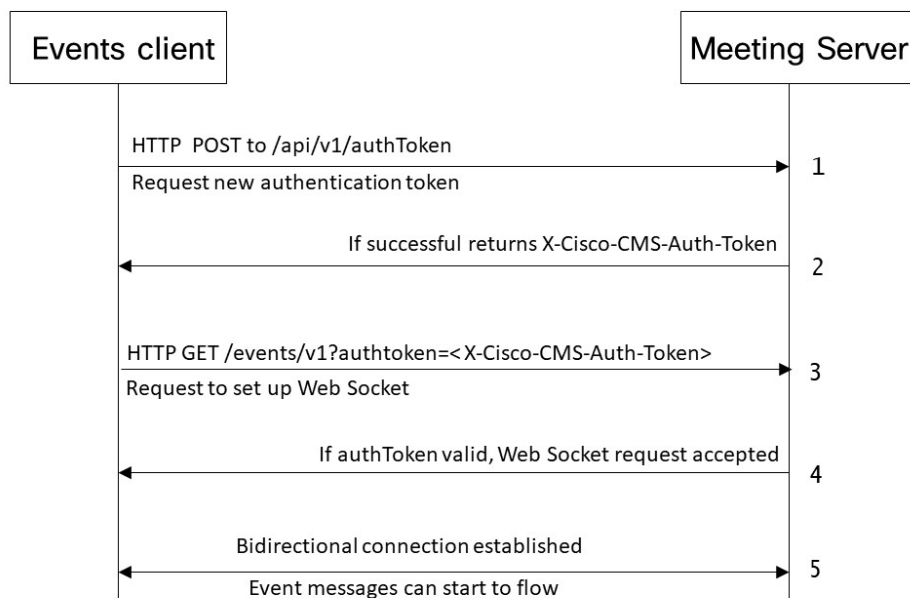 Events client
Meeting Server
HTTP POST to /api/v1/authToken
Request new authentication token
1
If successful returns X-Cisco-CMS-Auth-Token
2
HTTP GET /events/v1?authtoken=<X-Cisco-CMS-Auth-Token>
Request to set up Web Socket
3
If authToken valid, Web Socket request accepted
4
Bidirectional connection established
Event messages can start to flow
5